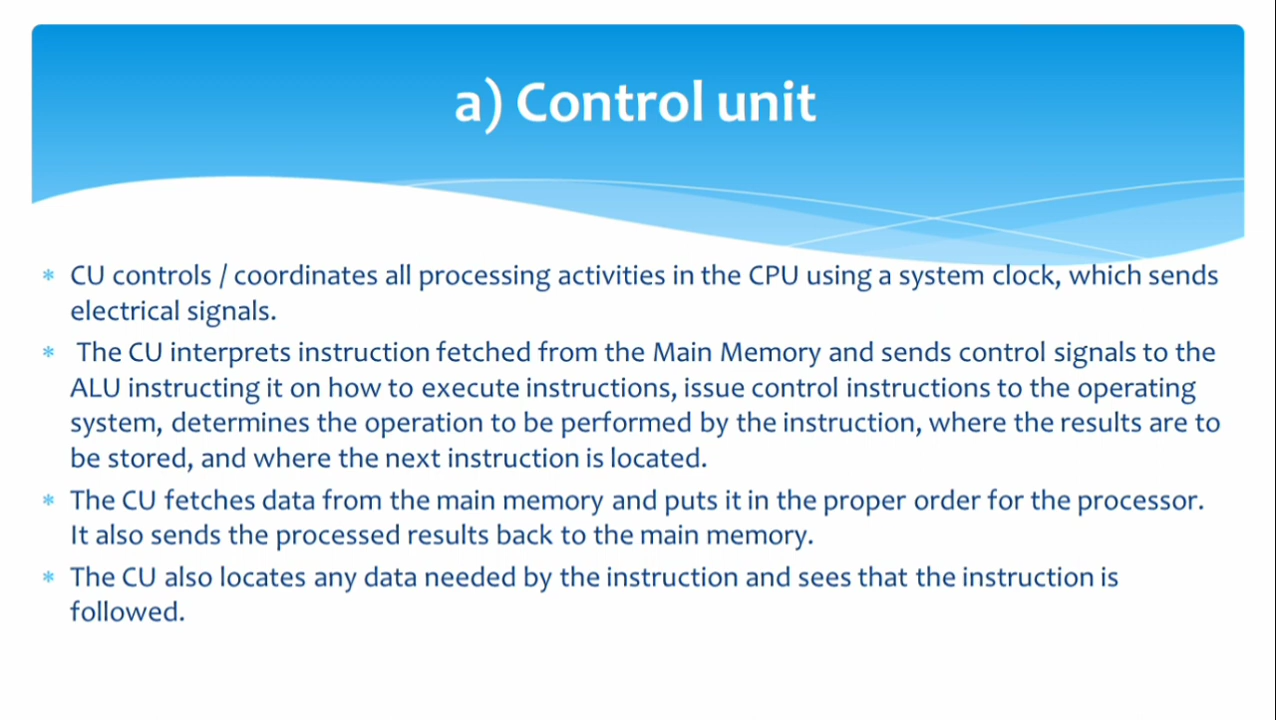 a) Control unit
* CU controls / coordinates all processing activities in the CPU using a system clock, which sends
electrical signals.
* The CU interprets instruction fetched from the Main Memory and sends control signals to the
ALU instructing it on how to execute instructions, issue control instructions to the operating
system, determines the operation to be performed by the instruction, where the results are to
be stored, and where the next instruction is located.
* The CU fetches data from the main memory and puts it in the proper order for the processor.
It also sends the processed results back to the main memory.
* The CU also locates any data needed by the instruction and sees that the instruction is
followed.